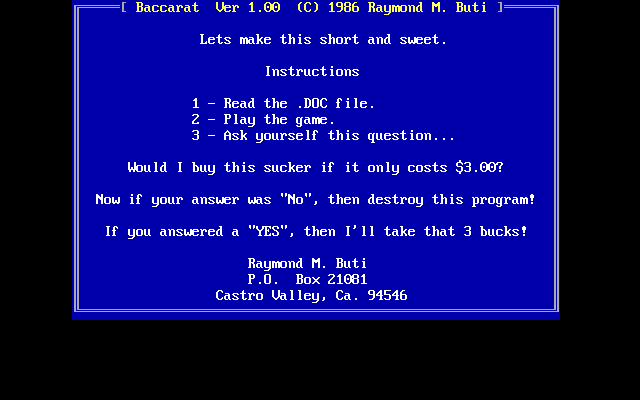 [ Baccarat  Ver 1.00  (C) 1986 Raymond M. Buti ]
Lets make this short and sweet.
Instructions
1 - Read the .DOC file.
2 - Play the game.
3 - Ask yourself this question...
Would I buy this sucker if it only costs $3.00?
Now if your answer was "No", then destroy this program!
If you answered a "YES", then I'll take that 3 bucks!
Raymond M. Buti
P.O.  Box 21081
Castro Valley, Ca. 94546